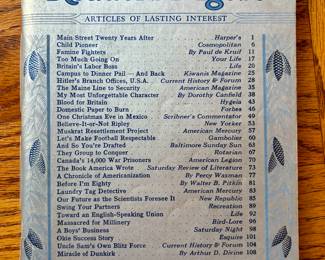 ARTICLES OF LASTING INTEREST
Main Street Twenty Years After Harper's 1
Child Pioneer Cosmopolitan 6
Famine Fighters By Paul de Kruif 11
Too Much Going On Your Life 17
Britain's Labor Boss Life 20
Campus to Dinner Pail — And Back Kiwanis Magazine 25
Hitler's Branch Offices, U.S.A. Current History & Forum 28
The Maine Line to Security American Magazine 35
My Most Unforgettable Character By Dorothy Canfield 38
Blood for Britain Hygeia 43
Domestic Paper to Burn Forbes 46
One Christmas Eve in Mexico Scribner's Commentator 49
Believe-It-or-Not Ripley New Yorker 53
Muskrat Resettlement Project American Mercury 57
Let's Make Football Respectable Gambolier 60
And So You're Drafted Baltimore Sunday Sun 63
They Group to Conquer Rotarian 67
Canada's 14,000 War Prisoners American Legion 70
The Book America Wrote Saturday Review of Literature 73
A Chronicle of Americanization By Percy Wasman 77
Before I'm Eighty By Walter B. Pitkin 81
Laundry Tag Detective American Mercury 83
Our Future as the Scientists Foresee It New Republic 85
Swing Your Partners Recreation 89
Toward an English-Speaking Union Life 92
Massacred for Millinery Bird-Lore 96
A Boys' Business Saturday Night 98
Okie Success Story Esquire 101
Uncle Sam's Own Blitz Force Current History & Forum 104
Miracle of Dunkirk By Arthur D. Divine 108